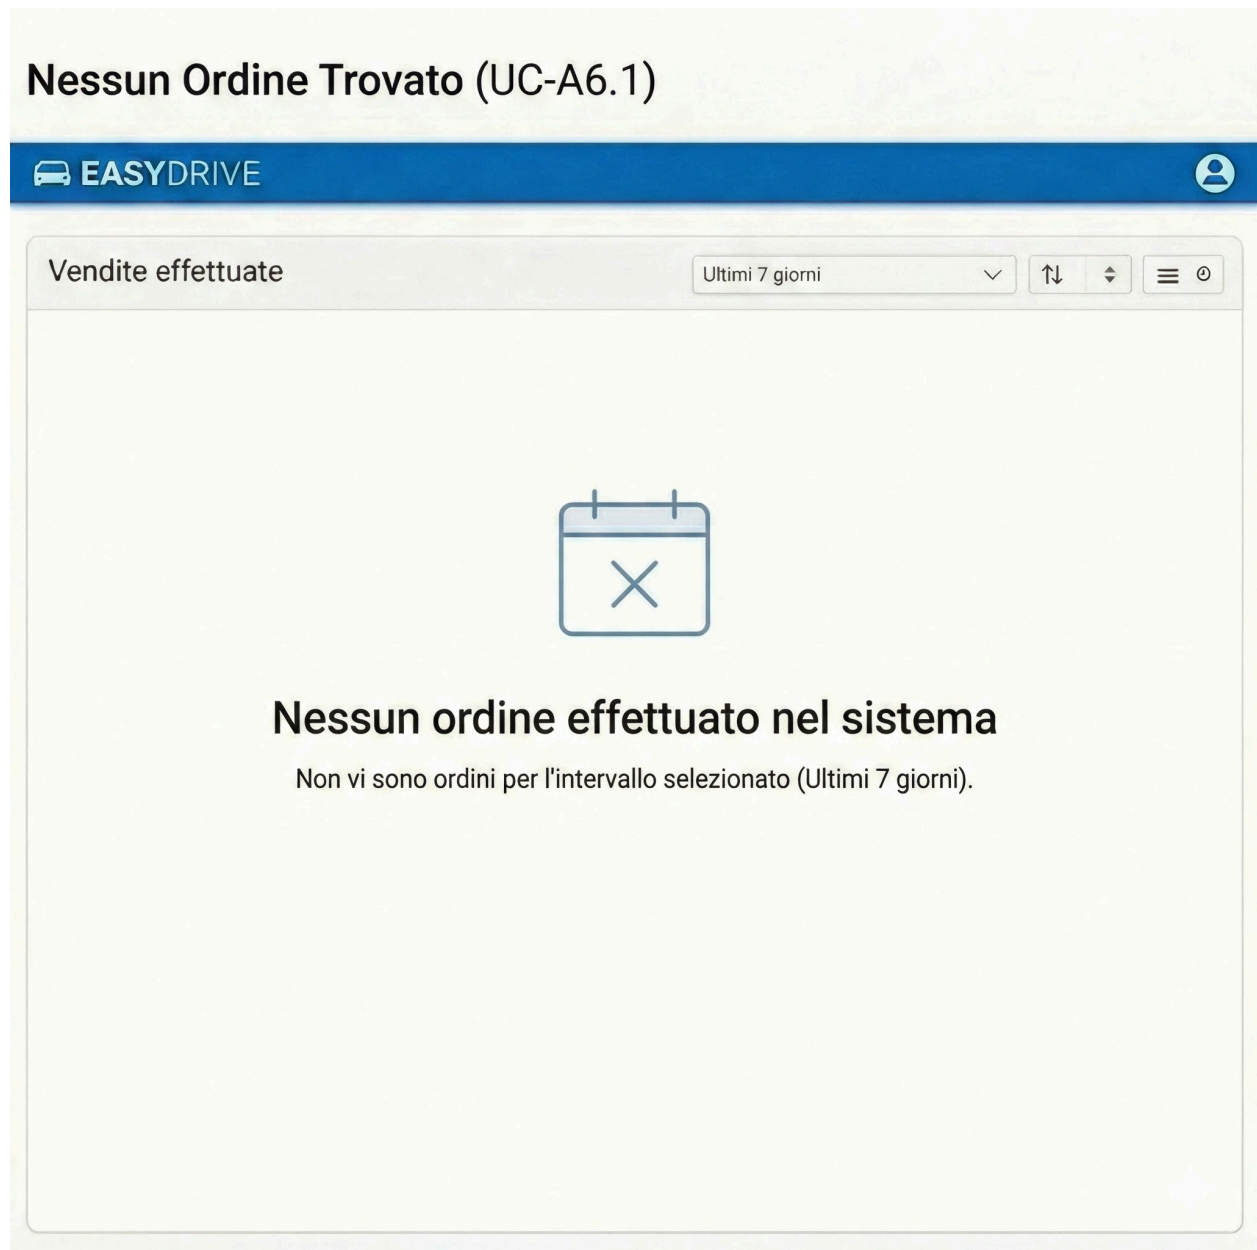 Nessun Ordine Trovato (UC-A6.1)
EASYDRIVE
Vendite effettuate
Ultimi 7 giorni
Nessun ordine effettuato nel sistema
Non vi sono ordini per l'intervallo selezionato (Ultimi 7 giorni).